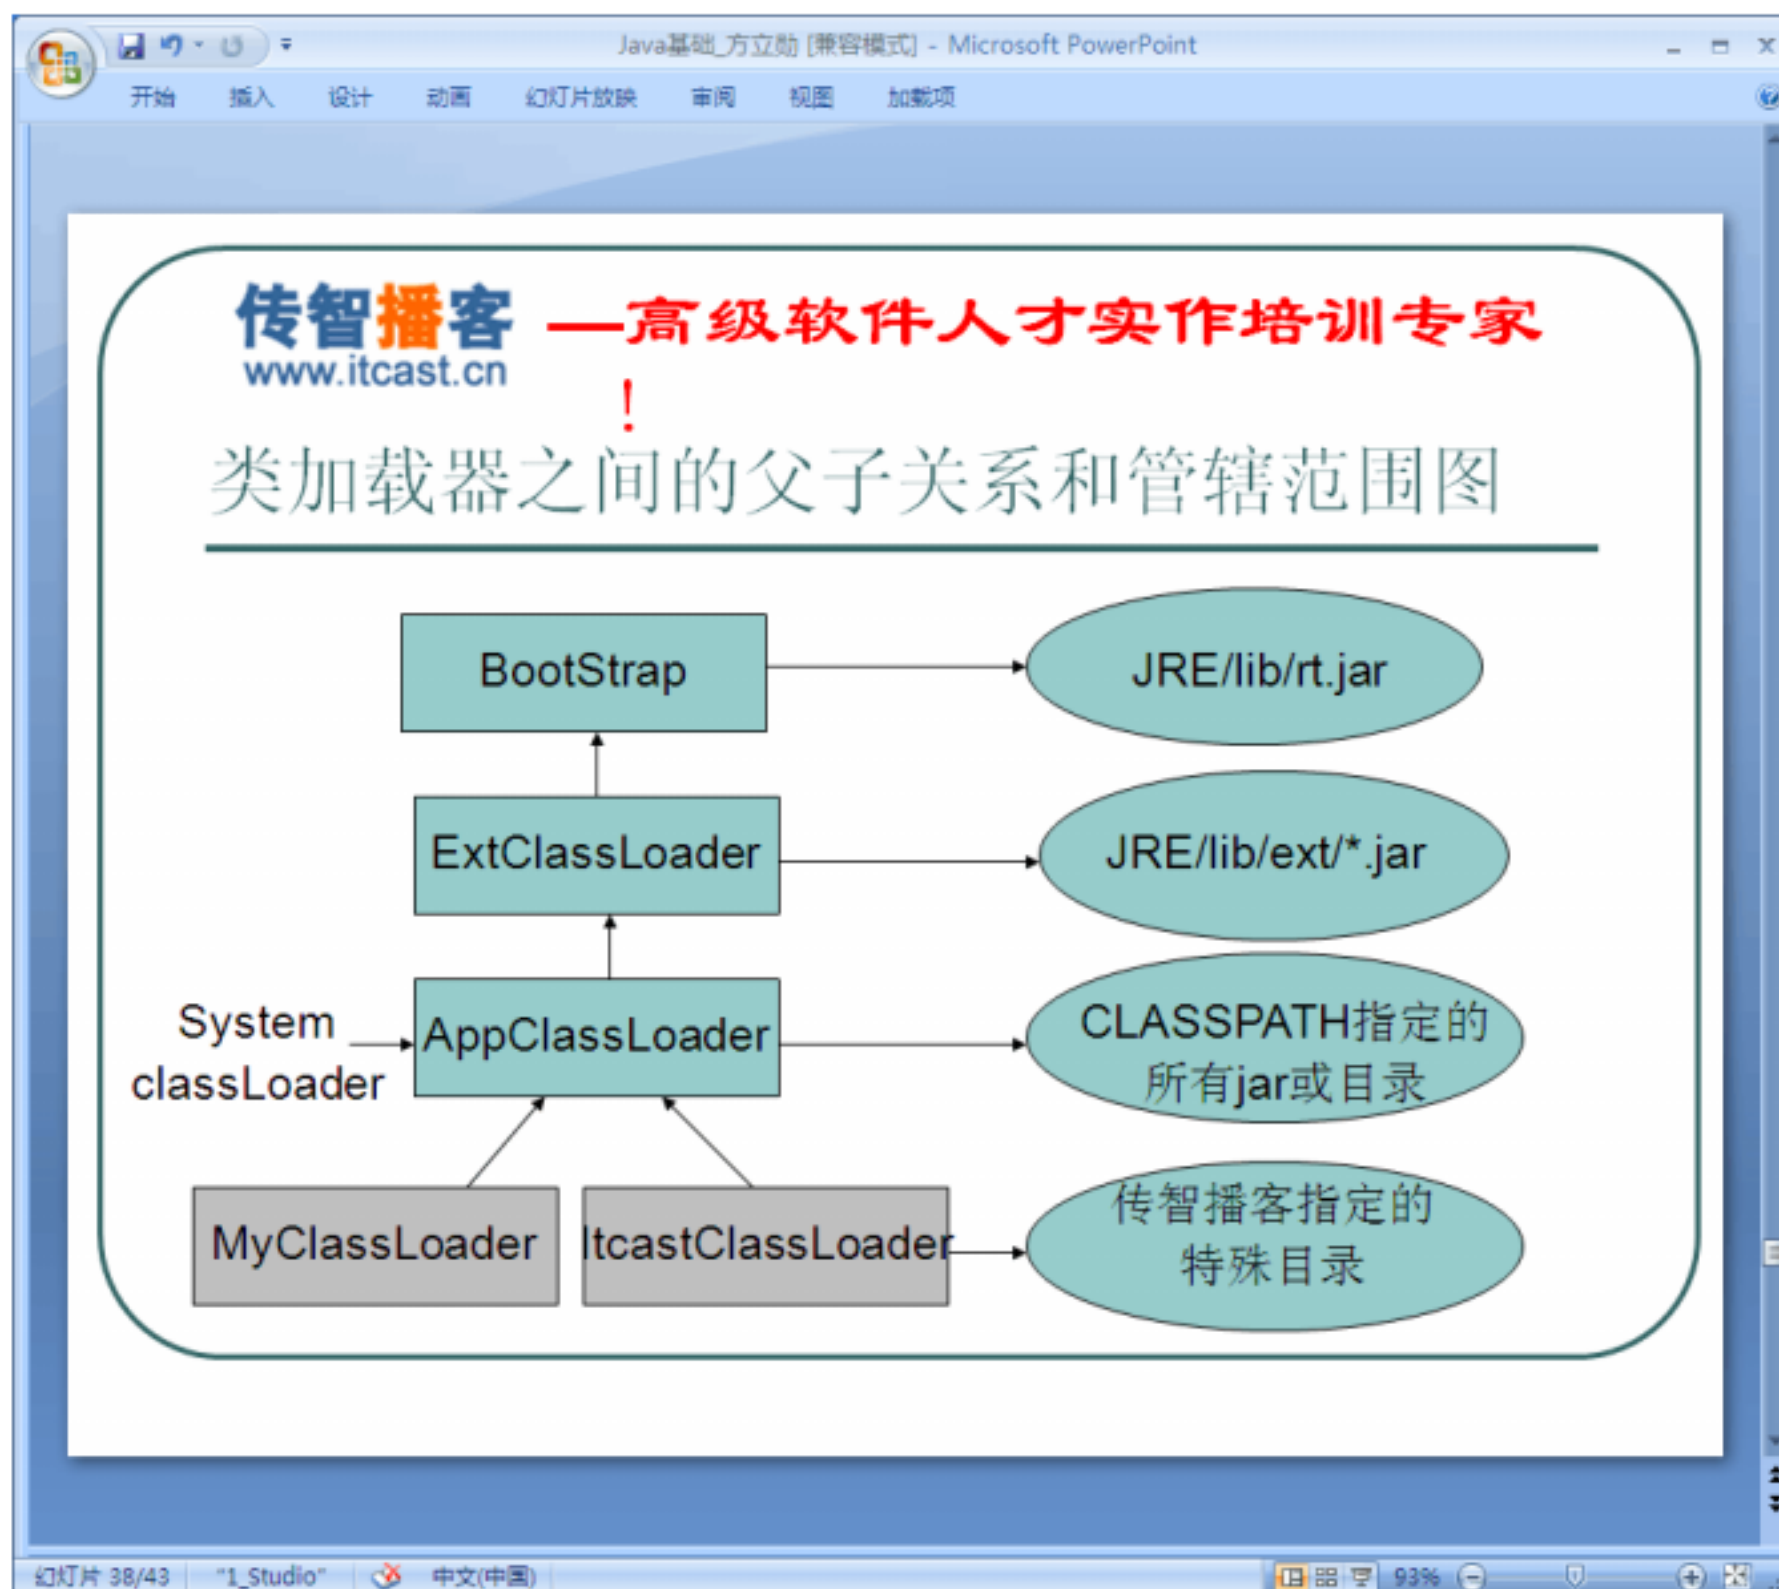 Java基础_方立勋 [兼容模式] - Microsoft PowerPoint
开始 插入 设计 动画 幻灯片放映 审阅 视图 加载项
传智播客 —高级软件人才实作培训专家
www.itcast.cn
!
类加载器之间的父子关系和管辖范围图
BootStrap
JRE/lib/rt.jar
ExtClassLoader
JRE/lib/ext/*.jar
System
classLoader
AppClassLoader
CLASSPATH指定的
所有jar或目录
MyClassLoader
ItcastClassLoader
传智播客指定的
特殊目录
幻灯片 38/43 "1_Studio" 中文(中国) 93%